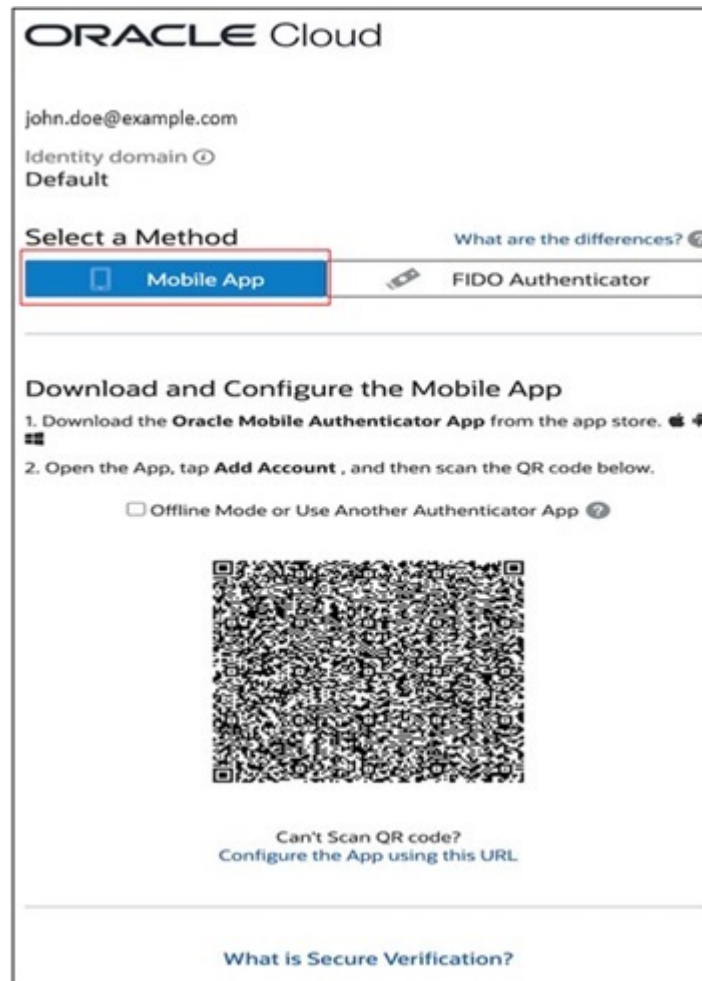 ORACLE Cloud
john.doe@example.com
Identity domain
Default
Select a Method
What are the differences?
Mobile App
FIDO Authenticator
Download and Configure the Mobile App
1. Download the Oracle Mobile Authenticator App from the app store.
2. Open the App, tap Add Account , and then scan the QR code below.
Offline Mode or Use Another Authenticator App
Can't Scan QR code?
Configure the App using this URL
What is Secure Verification?